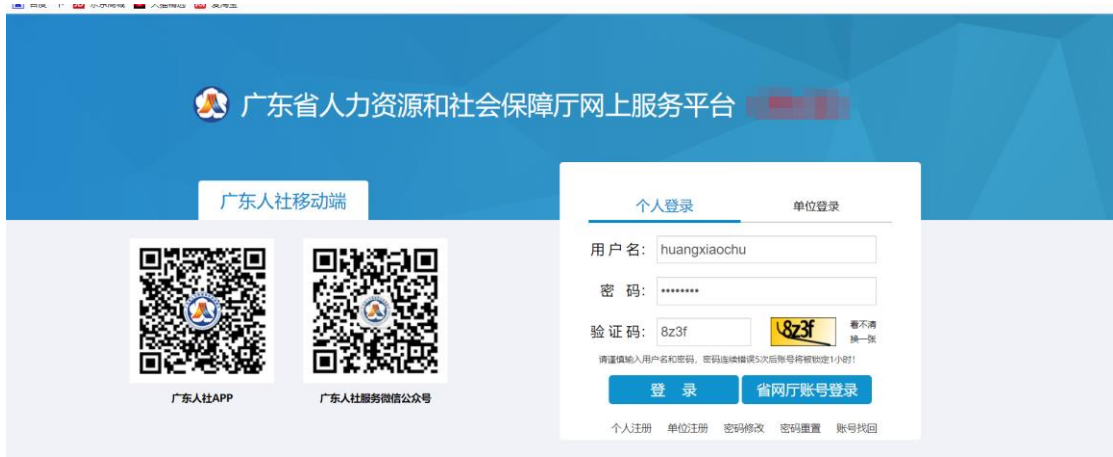 广东省人力资源和社会保障厅网上服务平台
广东人社移动端
广东人社APP
广东人社服务微信公众号
个人登录 单位登录
用户名: huangxiaochu
密 码: ••••••••
验证码: 8z3f 8z3f 看不清
换一张
请谨慎输入用户名和密码，密码连续错误5次后账号将被锁定1小时!
登 录 省网厅账号登录
个人注册 单位注册 密码修改 密码重置 账号找回